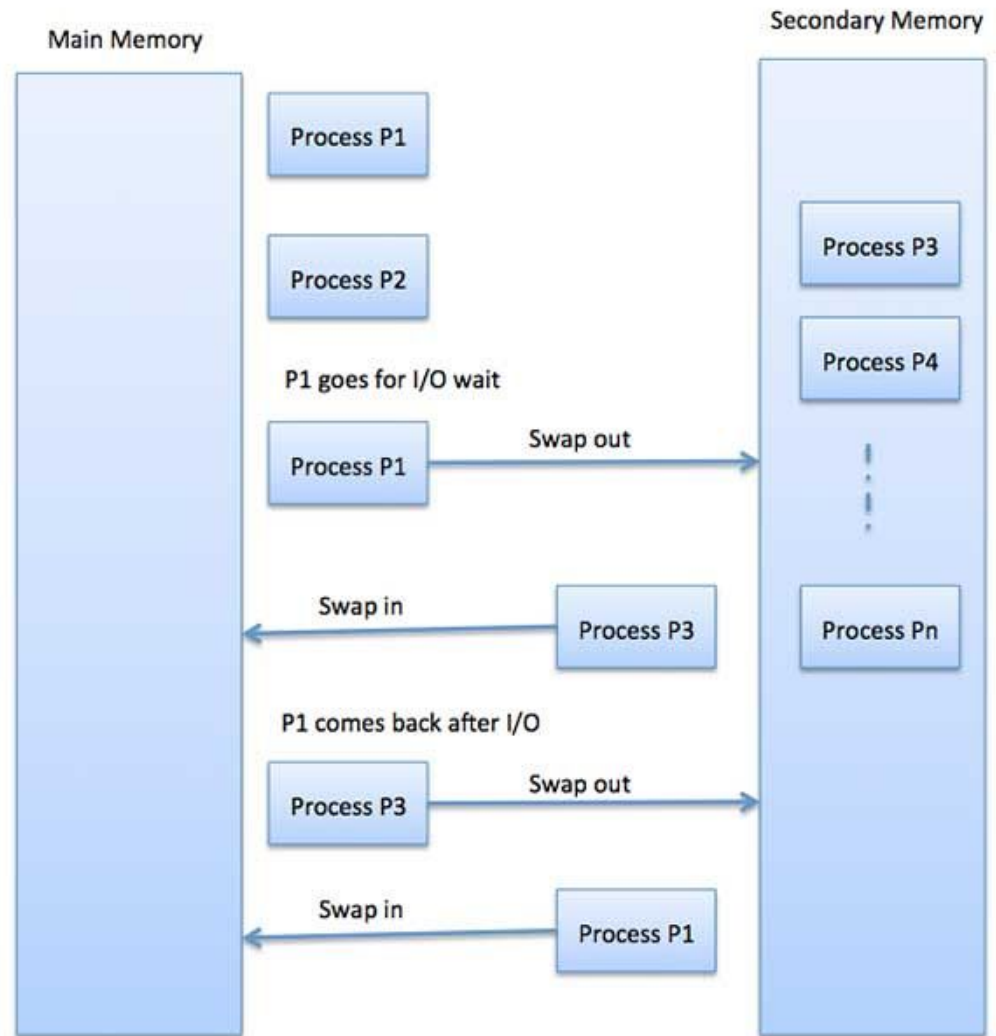 Main Memory
Secondary Memory
Process P1
Process P2
Process P3
Process P4
P1 goes for I/O wait
Process P1
Swap out
Swap in
Process P3
Process Pn
P1 comes back after I/O
Process P3
Swap out
Swap in
Process P1